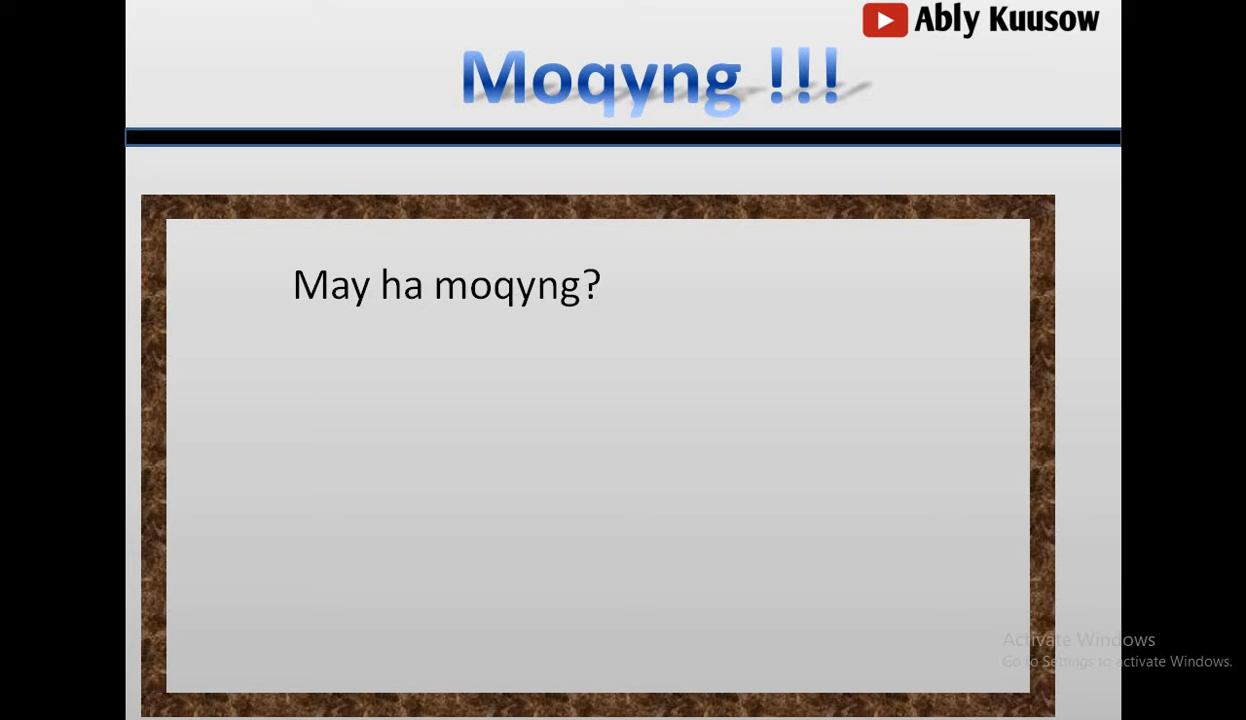 Ably Kuusow
Moqyng !!!
May ha moqyng?
Activate Windows
Go to Settings to activate Windows.